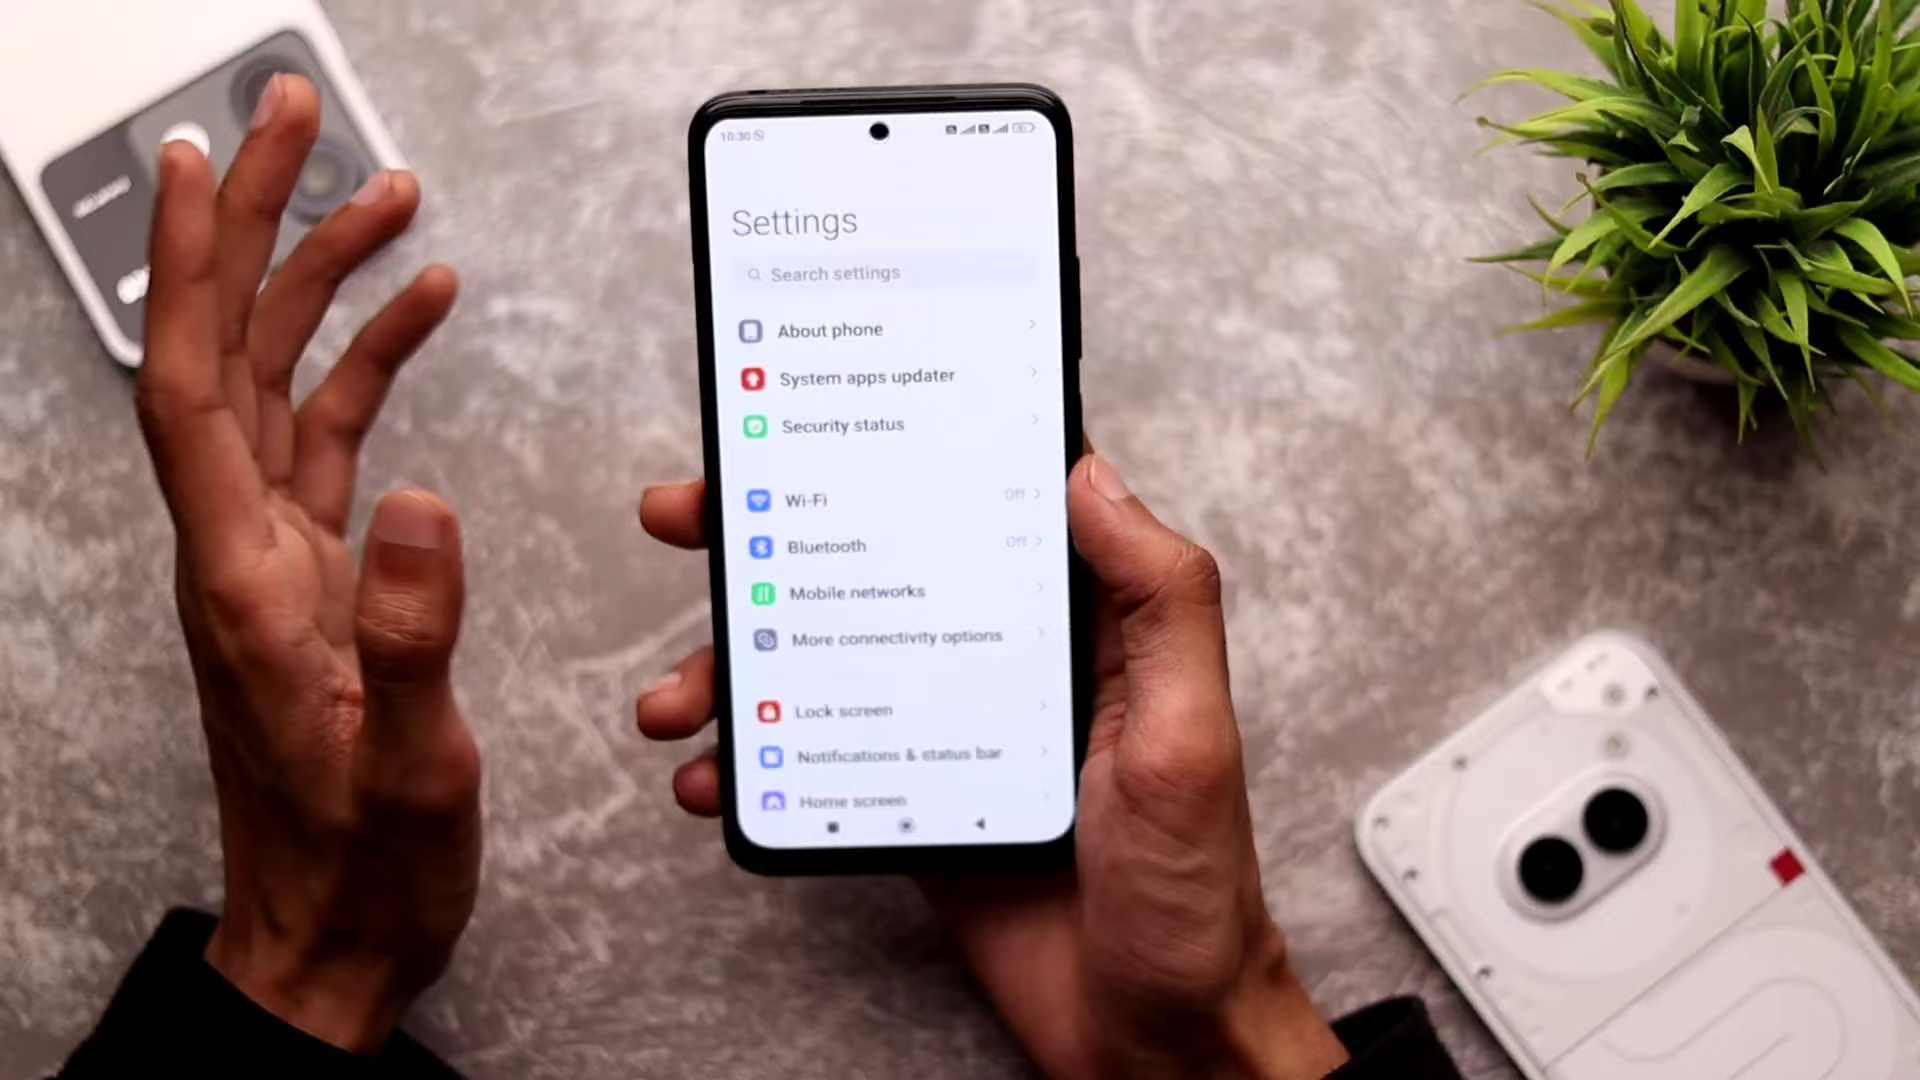 10:30
Settings
Search settings
About phone
System apps updater
Security status
Wi-Fi Off
Bluetooth Off
Mobile networks
More connectivity options
Lock screen
Notifications & status bar
Home screen